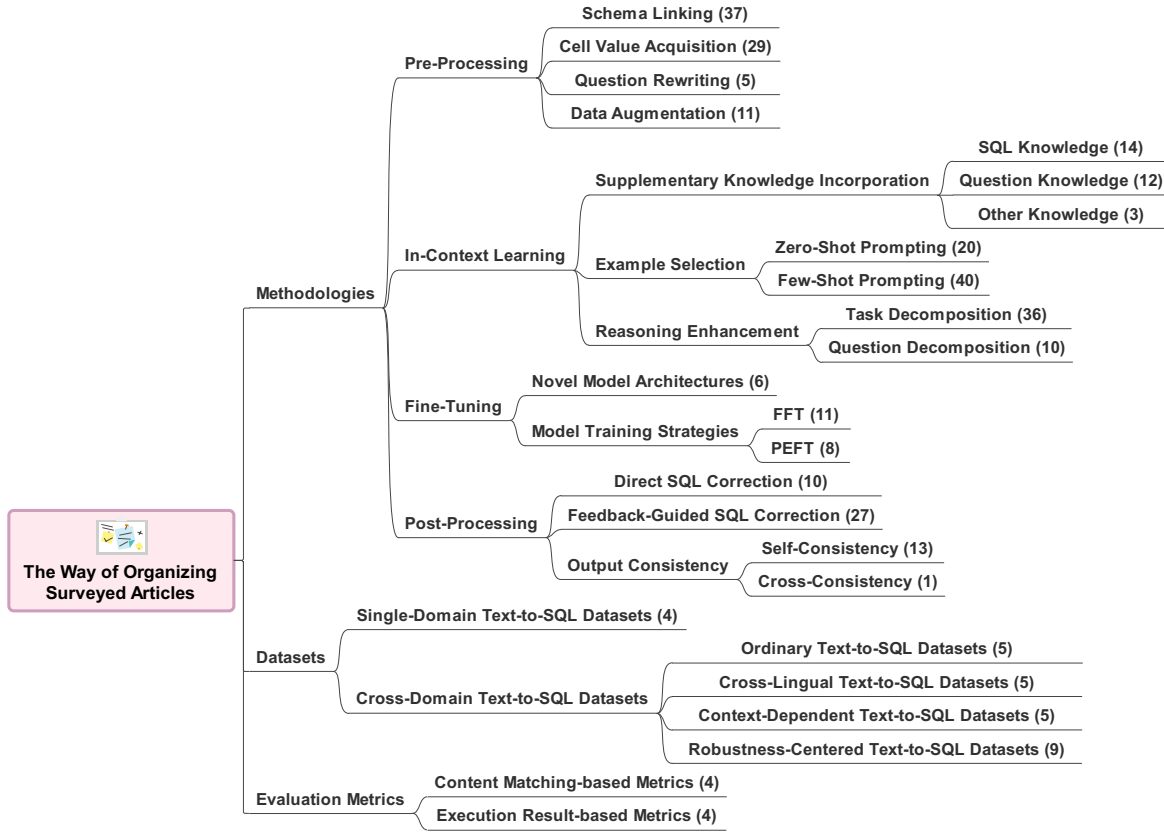 The Way of Organizing
Surveyed Articles
Methodologies
Pre-Processing
Schema Linking (37)
Cell Value Acquisition (29)
Question Rewriting (5)
Data Augmentation (11)
In-Context Learning
Supplementary Knowledge Incorporation
SQL Knowledge (14)
Question Knowledge (12)
Other Knowledge (3)
Example Selection
Zero-Shot Prompting (20)
Few-Shot Prompting (40)
Reasoning Enhancement
Task Decomposition (36)
Question Decomposition (10)
Fine-Tuning
Novel Model Architectures (6)
Model Training Strategies
FFT (11)
PEFT (8)
Post-Processing
Direct SQL Correction (10)
Feedback-Guided SQL Correction (27)
Output Consistency
Self-Consistency (13)
Cross-Consistency (1)
Datasets
Single-Domain Text-to-SQL Datasets (4)
Cross-Domain Text-to-SQL Datasets
Ordinary Text-to-SQL Datasets (5)
Cross-Lingual Text-to-SQL Datasets (5)
Context-Dependent Text-to-SQL Datasets (5)
Robustness-Centered Text-to-SQL Datasets (9)
Evaluation Metrics
Content Matching-based Metrics (4)
Execution Result-based Metrics (4)